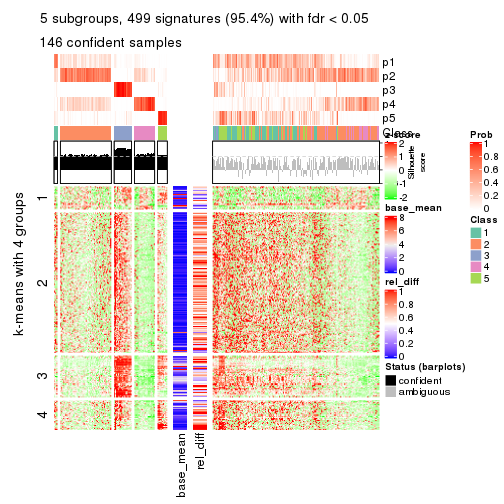 5 subgroups, 499 signatures (95.4%) with fdr < 0.05
146 confident samples
p1
p2
p3
p4
p5
Class
Silhouette
score
z-score
2
1
0
-1
-2
base_mean
8
6
4
2
0
rel_diff
1
0.8
0.6
0.4
0.2
0
Status (barplots)
confident
ambiguous
Prob
1
0.8
0.6
0.4
0.2
0
Class
1
2
3
4
5
k-means with 4 groups
1
2
3
4
base_mean
rel_diff